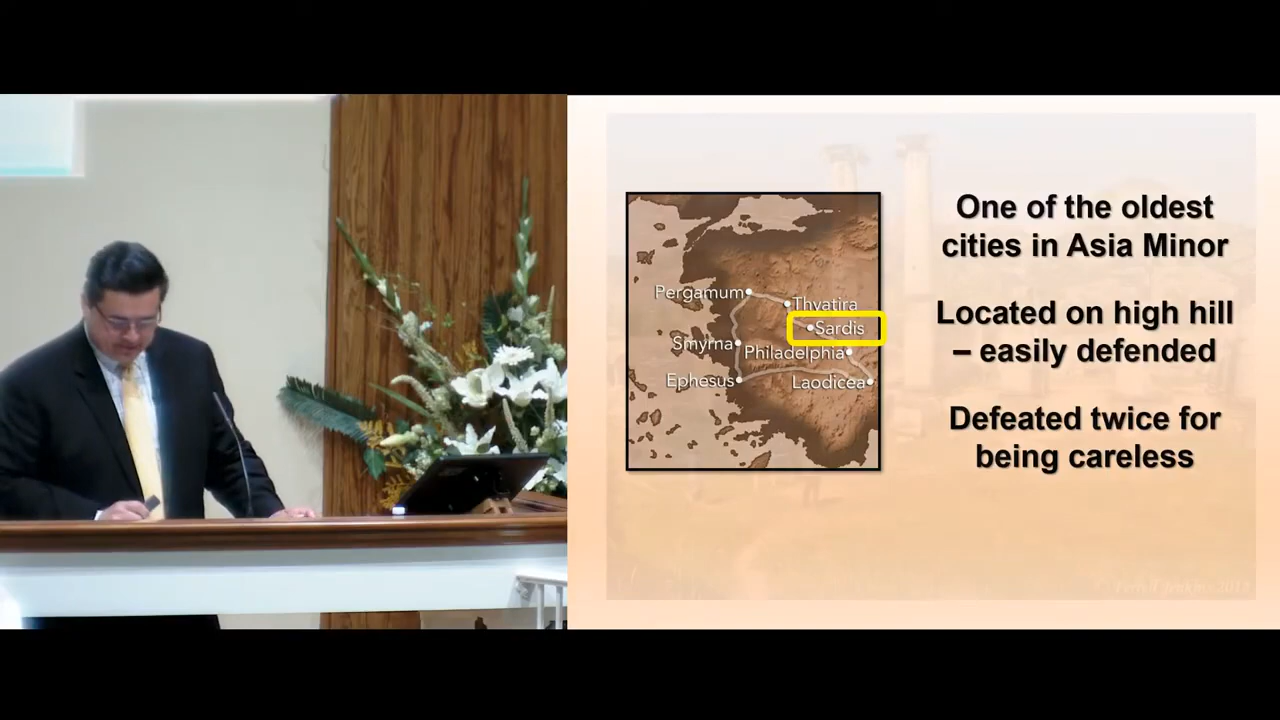 One of the oldest
cities in Asia Minor
Located on high hill
– easily defended
Defeated twice for
being careless
Pergamum
Thyatira
Sardis
Smyrna
Philadelphia
Ephesus
Laodicea